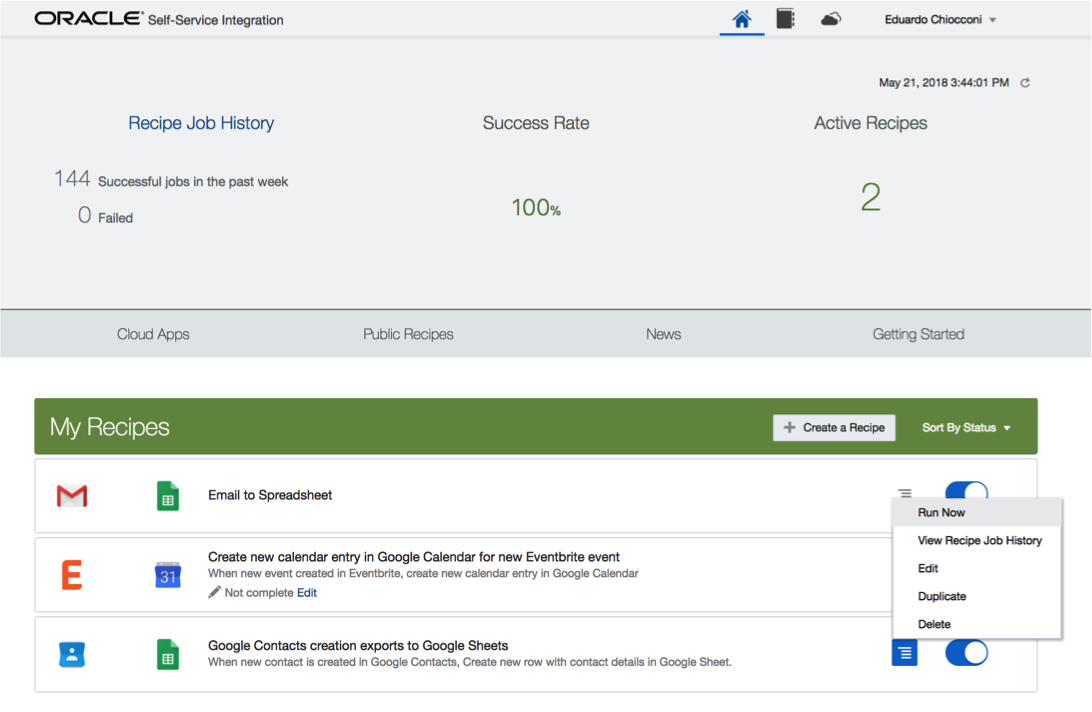 ORACLE® Self-Service Integration
Eduardo Chiocconi
May 21, 2018 3:44:01 PM
Recipe Job History
Success Rate
Active Recipes
144 Successful jobs in the past week
0 Failed
100%
2
Cloud Apps
Public Recipes
News
Getting Started
My Recipes
Create a Recipe
Sort By Status
Email to Spreadsheet
Run Now
View Recipe Job History
Edit
Duplicate
Delete
E
31
Create new calendar entry in Google Calendar for new Eventbrite event
When new event created in Eventbrite, create new calendar entry in Google Calendar
Not complete Edit
Google Contacts creation exports to Google Sheets
When new contact is created in Google Contacts, Create new row with contact details in Google Sheet.